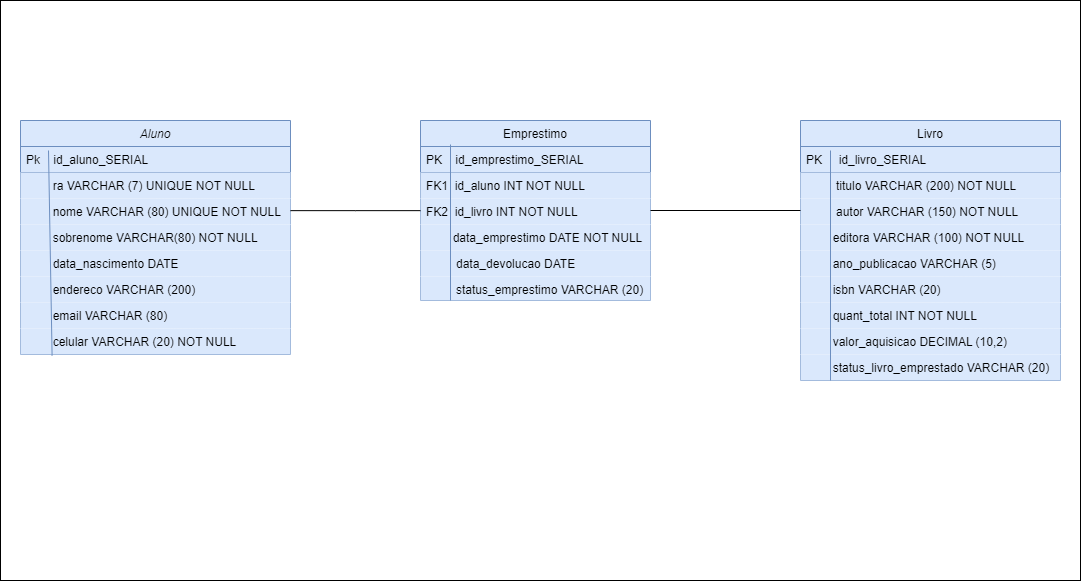 Aluno
Pk id_aluno_SERIAL
ra VARCHAR (7) UNIQUE NOT NULL
nome VARCHAR (80) UNIQUE NOT NULL
sobrenome VARCHAR(80) NOT NULL
data_nascimento DATE
endereco VARCHAR (200)
email VARCHAR (80)
celular VARCHAR (20) NOT NULL
Emprestimo
PK id_emprestimo_SERIAL
FK1 id_aluno INT NOT NULL
FK2 id_livro INT NOT NULL
data_emprestimo DATE NOT NULL
data_devolucao DATE
status_emprestimo VARCHAR (20)
Livro
PK id_livro_SERIAL
titulo VARCHAR (200) NOT NULL
autor VARCHAR (150) NOT NULL
editora VARCHAR (100) NOT NULL
ano_publicacao VARCHAR (5)
isbn VARCHAR (20)
quant_total INT NOT NULL
valor_aquisicao DECIMAL (10,2)
status_livro_emprestado VARCHAR (20)